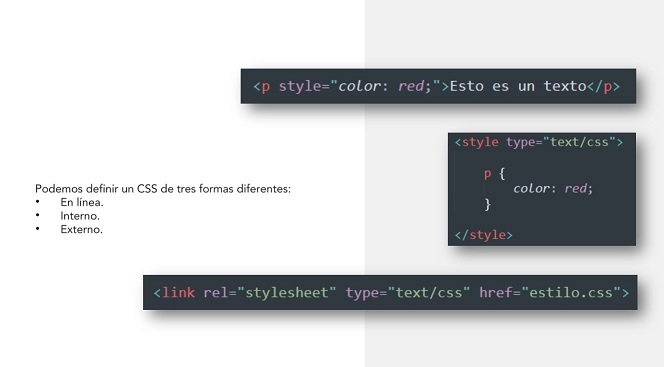 <p style="color: red;">Esto es un texto</p>
<style type="text/css">
p {
color: red;
}
</style>
Podemos definir un CSS de tres formas diferentes:
• En línea.
• Interno.
• Externo.
<link rel="stylesheet" type="text/css" href="estilo.css">